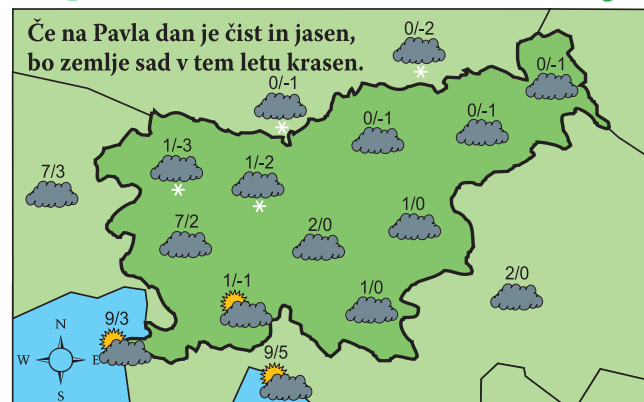 Če na Pavla dan je čist in jasen,
bo zemlje sad v tem letu krasen.
0/-2
0/-1
0/-1
0/-1
0/-1
1/-3
1/-2
7/3
7/2
2/0
1/0
1/-1
1/0
2/0
9/3
9/5
N
W
E
S